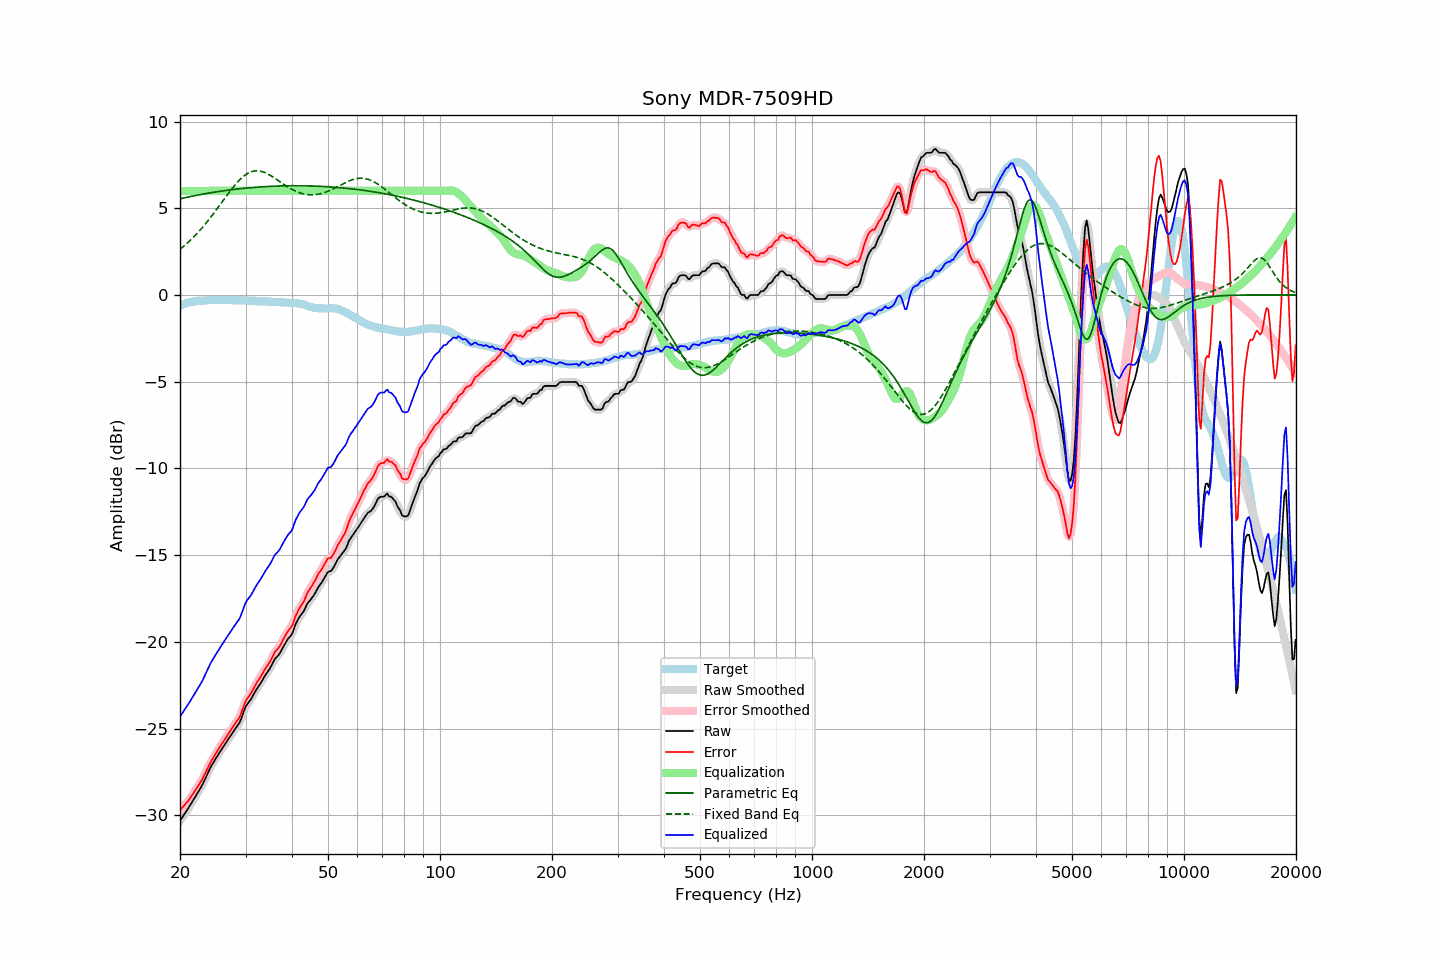 Sony MDR-7509HD
10
5
0
−5
−10
−15
−20
−25
−30
Amplitude (dBr)
Target
Raw Smoothed
Error Smoothed
Raw
Error
Equalization
Parametric Eq
Fixed Band Eq
Equalized
20
50
100
200
500
1000
2000
5000
10000
20000
Frequency (Hz)